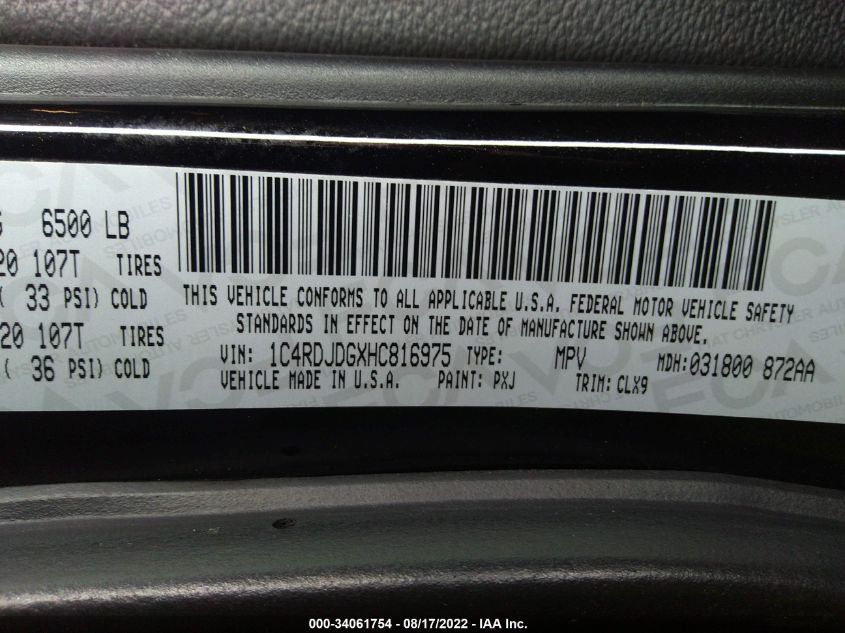 6500 LB
20 107T TIRES
( 33 PSI) COLD
20 107T TIRES
( 36 PSI) COLD
THIS VEHICLE CONFORMS TO ALL APPLICABLE U.S.A. FEDERAL MOTOR VEHICLE SAFETY
STANDARDS IN EFFECT ON THE DATE OF MANUFACTURE SHOWN ABOVE.
VIN: 1C4RDJDGXHC816975 TYPE: MPV MDH:031800 872AA
VEHICLE MADE IN U.S.A. PAINT: PXJ TRIM: CLX9
000-34061754 - 08/17/2022 - IAA Inc.